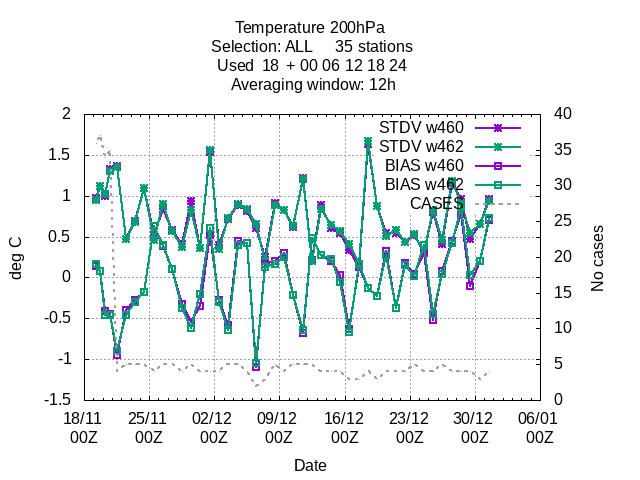 Temperature 200hPa
Selection: ALL 35 stations
Used 18 + 00 06 12 18 24
Averaging window: 12h
2
1.5
1
0.5
0
-0.5
-1
-1.5
deg C
40
35
30
25
20
15
10
5
0
No cases
STDV w460
STDV w462
BIAS w460
BIAS w462
CASES
18/11 25/11 02/12 09/12 16/12 23/12 30/12 06/01
00Z 00Z 00Z 00Z 00Z 00Z 00Z 00Z
Date